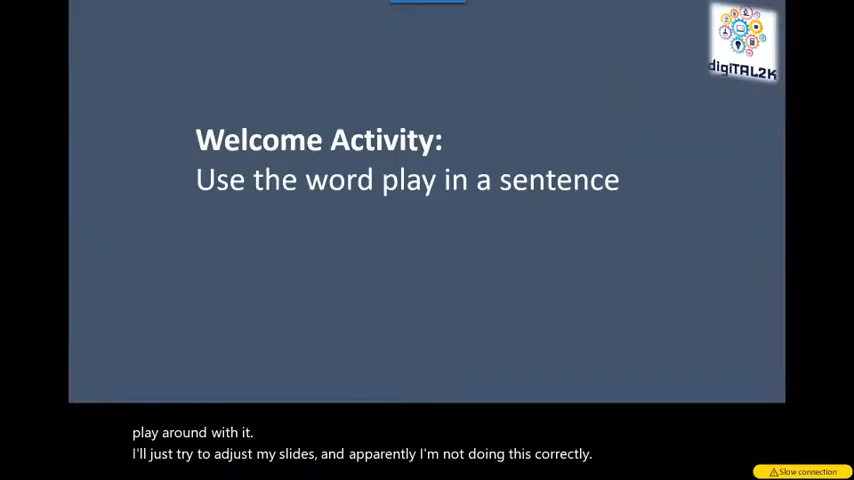 digiTAL2K
Welcome Activity:
Use the word play in a sentence
play around with it.
I'll just try to adjust my slides, and apparently I'm not doing this correctly.
Slow connection